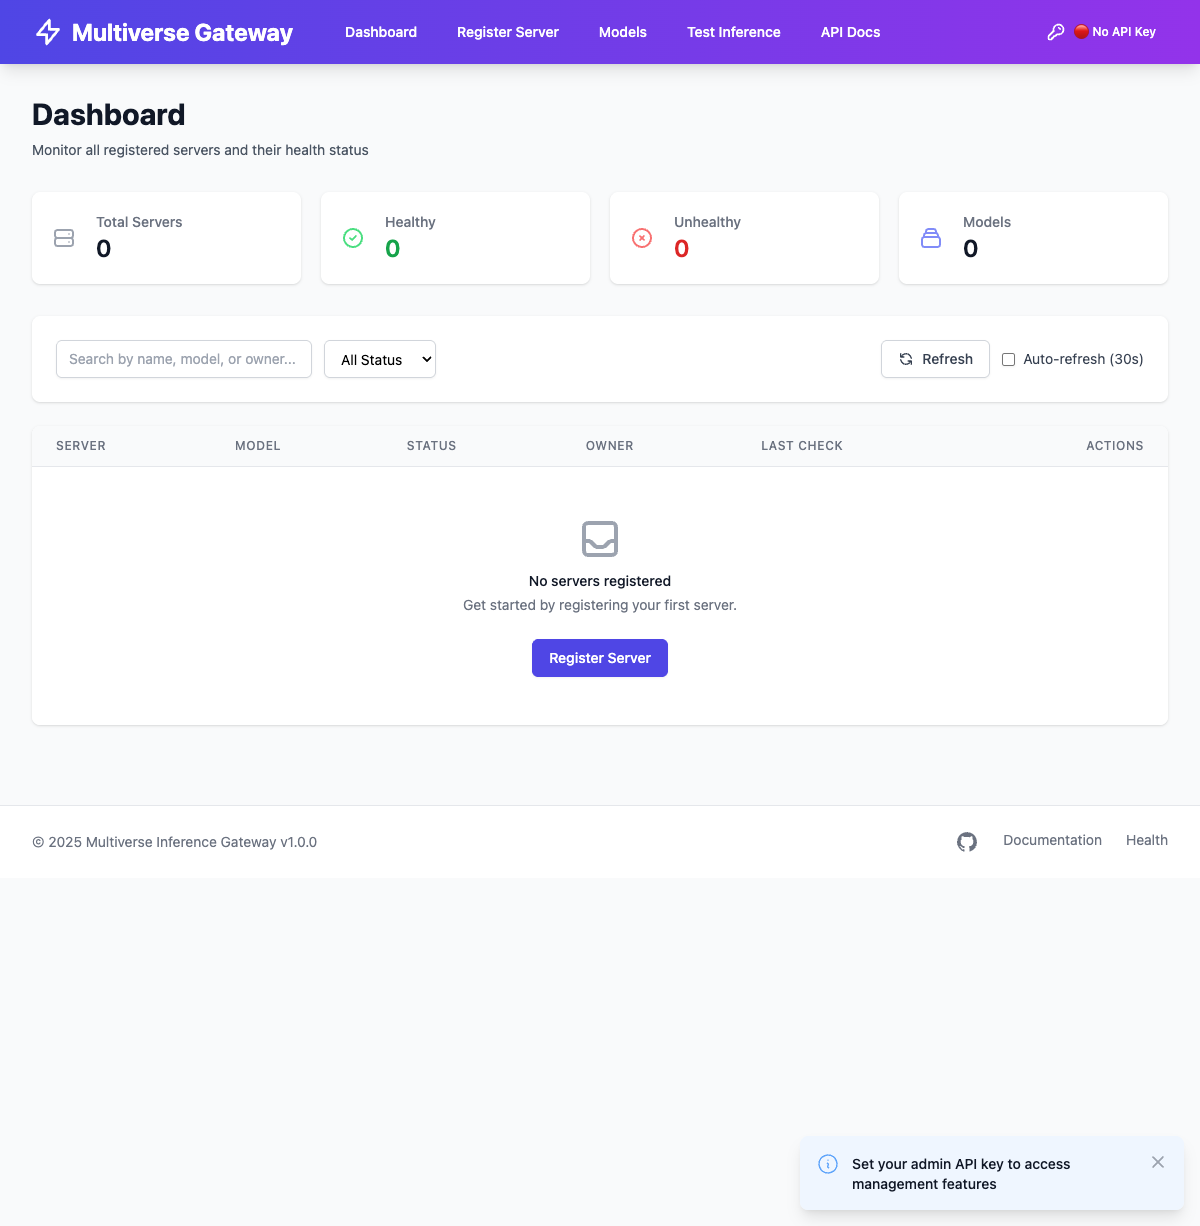 Multiverse Gateway
Dashboard
Register Server
Models
Test Inference
API Docs
No API Key
Dashboard
Monitor all registered servers and their health status
Total Servers
0
Healthy
0
Unhealthy
0
Models
0
Search by name, model, or owner...
All Status
Refresh
Auto-refresh (30s)
SERVER
MODEL
STATUS
OWNER
LAST CHECK
ACTIONS
No servers registered
Get started by registering your first server.
Register Server
© 2025 Multiverse Inference Gateway v1.0.0
Documentation
Health
Set your admin API key to access
management features